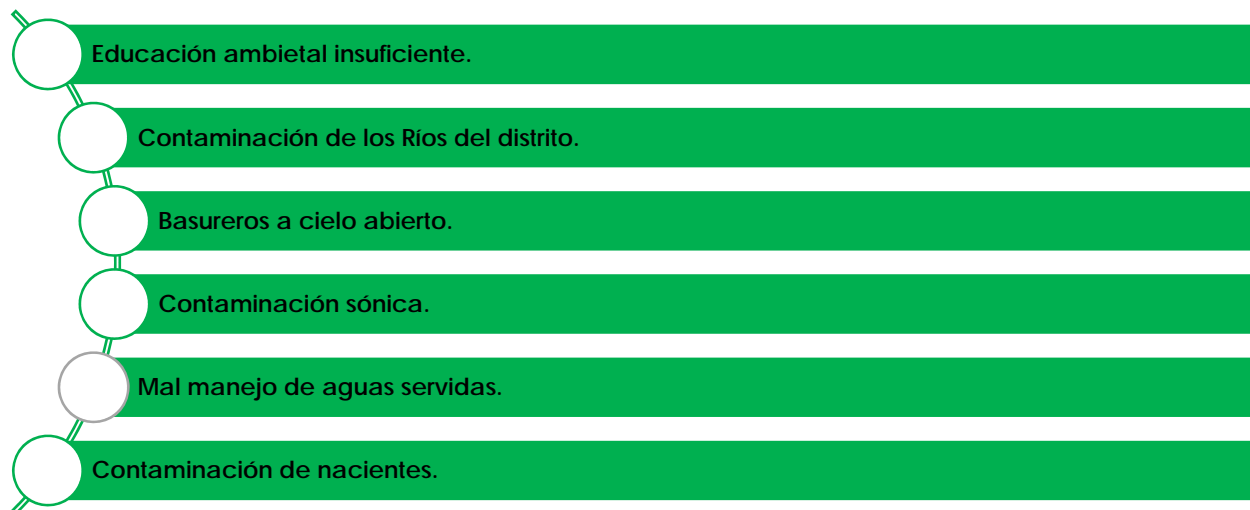 Educación ambietal insuficiente.
Contaminación de los Ríos del distrito.
Basureros a cielo abierto.
Contaminación sónica.
Mal manejo de aguas servidas.
Contaminación de nacientes.